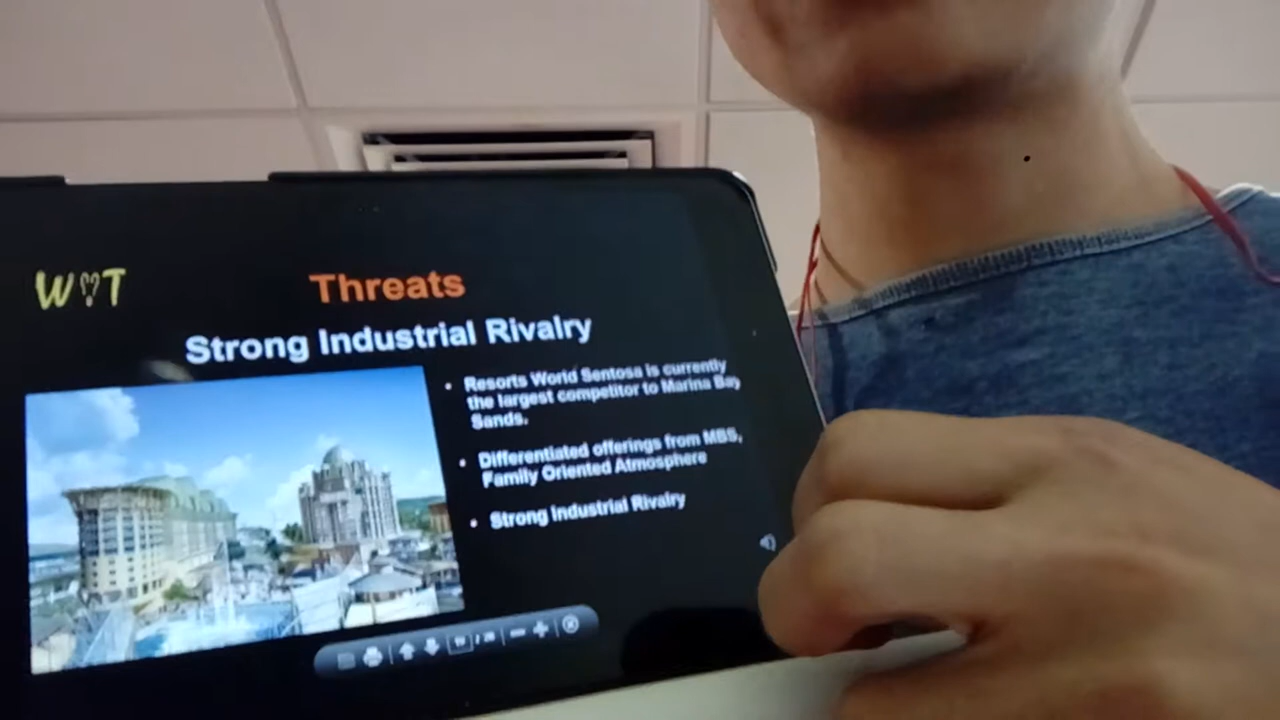 W T
Threats
Strong Industrial Rivalry
• Resorts World Sentosa is currently
the largest competitor to Marina Bay
Sands.
• Differentiated offerings from MBS,
Family Oriented Atmosphere
• Strong Industrial Rivalry